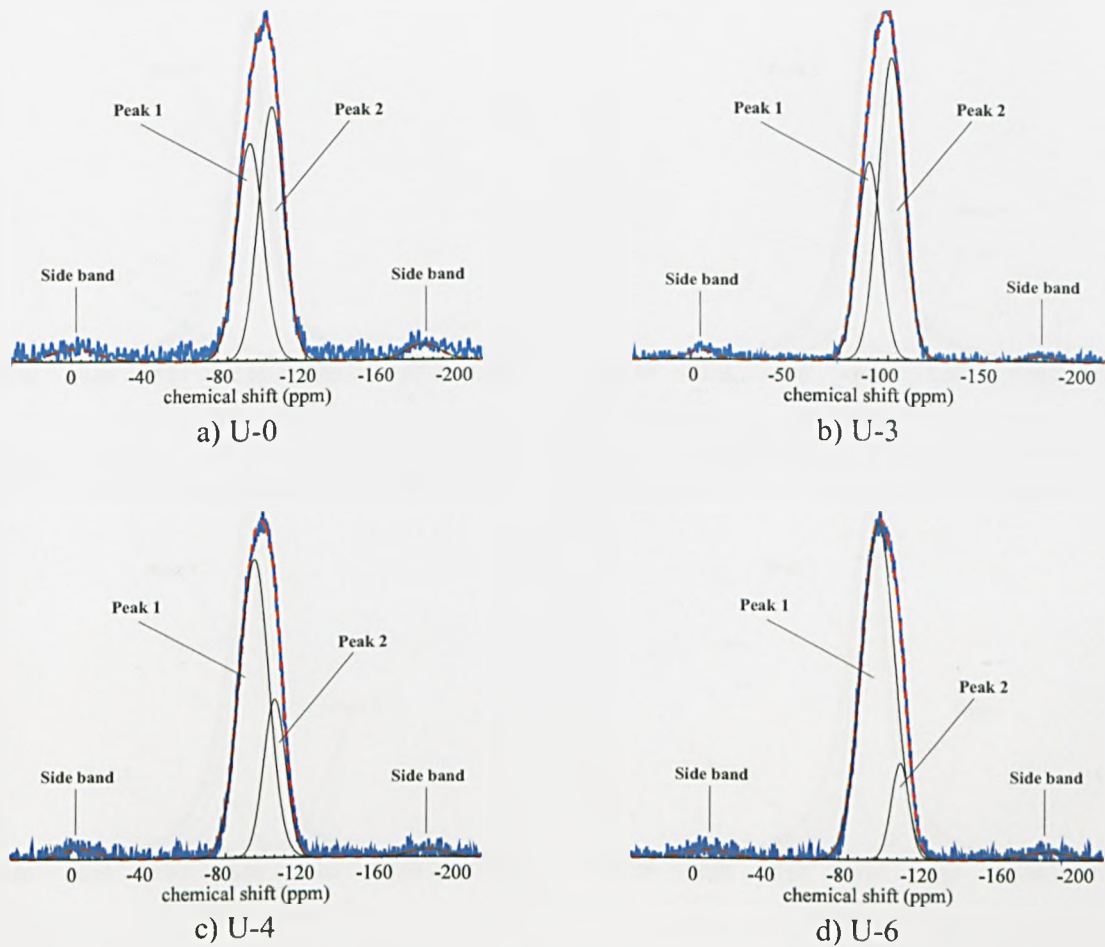 Peak 1
Peak 2
Side band
Side band
0 -40 -80 -120 -160 -200
chemical shift (ppm)
a) U-0
Peak 1
Peak 2
Side band
Side band
0 -50 -100 -150 -200
chemical shift (ppm)
b) U-3
Peak 1
Peak 2
Side band
Side band
0 -40 -80 -120 -160 -200
chemical shift (ppm)
c) U-4
Peak 1
Peak 2
Side band
Side band
0 -40 -80 -120 -160 -200
chemical shift (ppm)
d) U-6